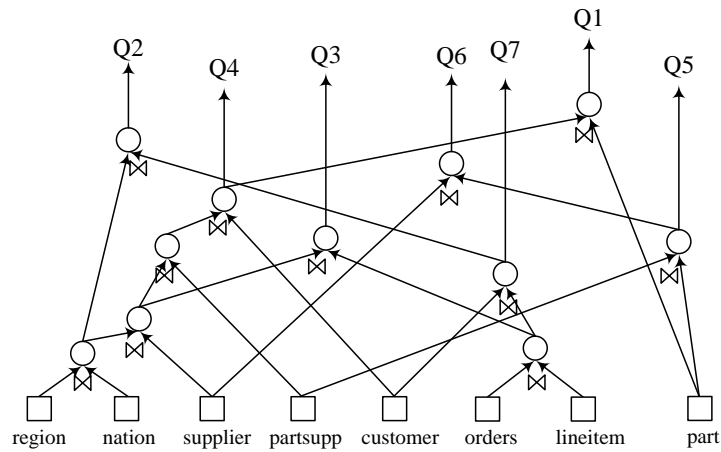 Q1
Q2
Q3
Q6
Q7
Q4
Q5
region nation supplier partsupp customer orders lineitem part